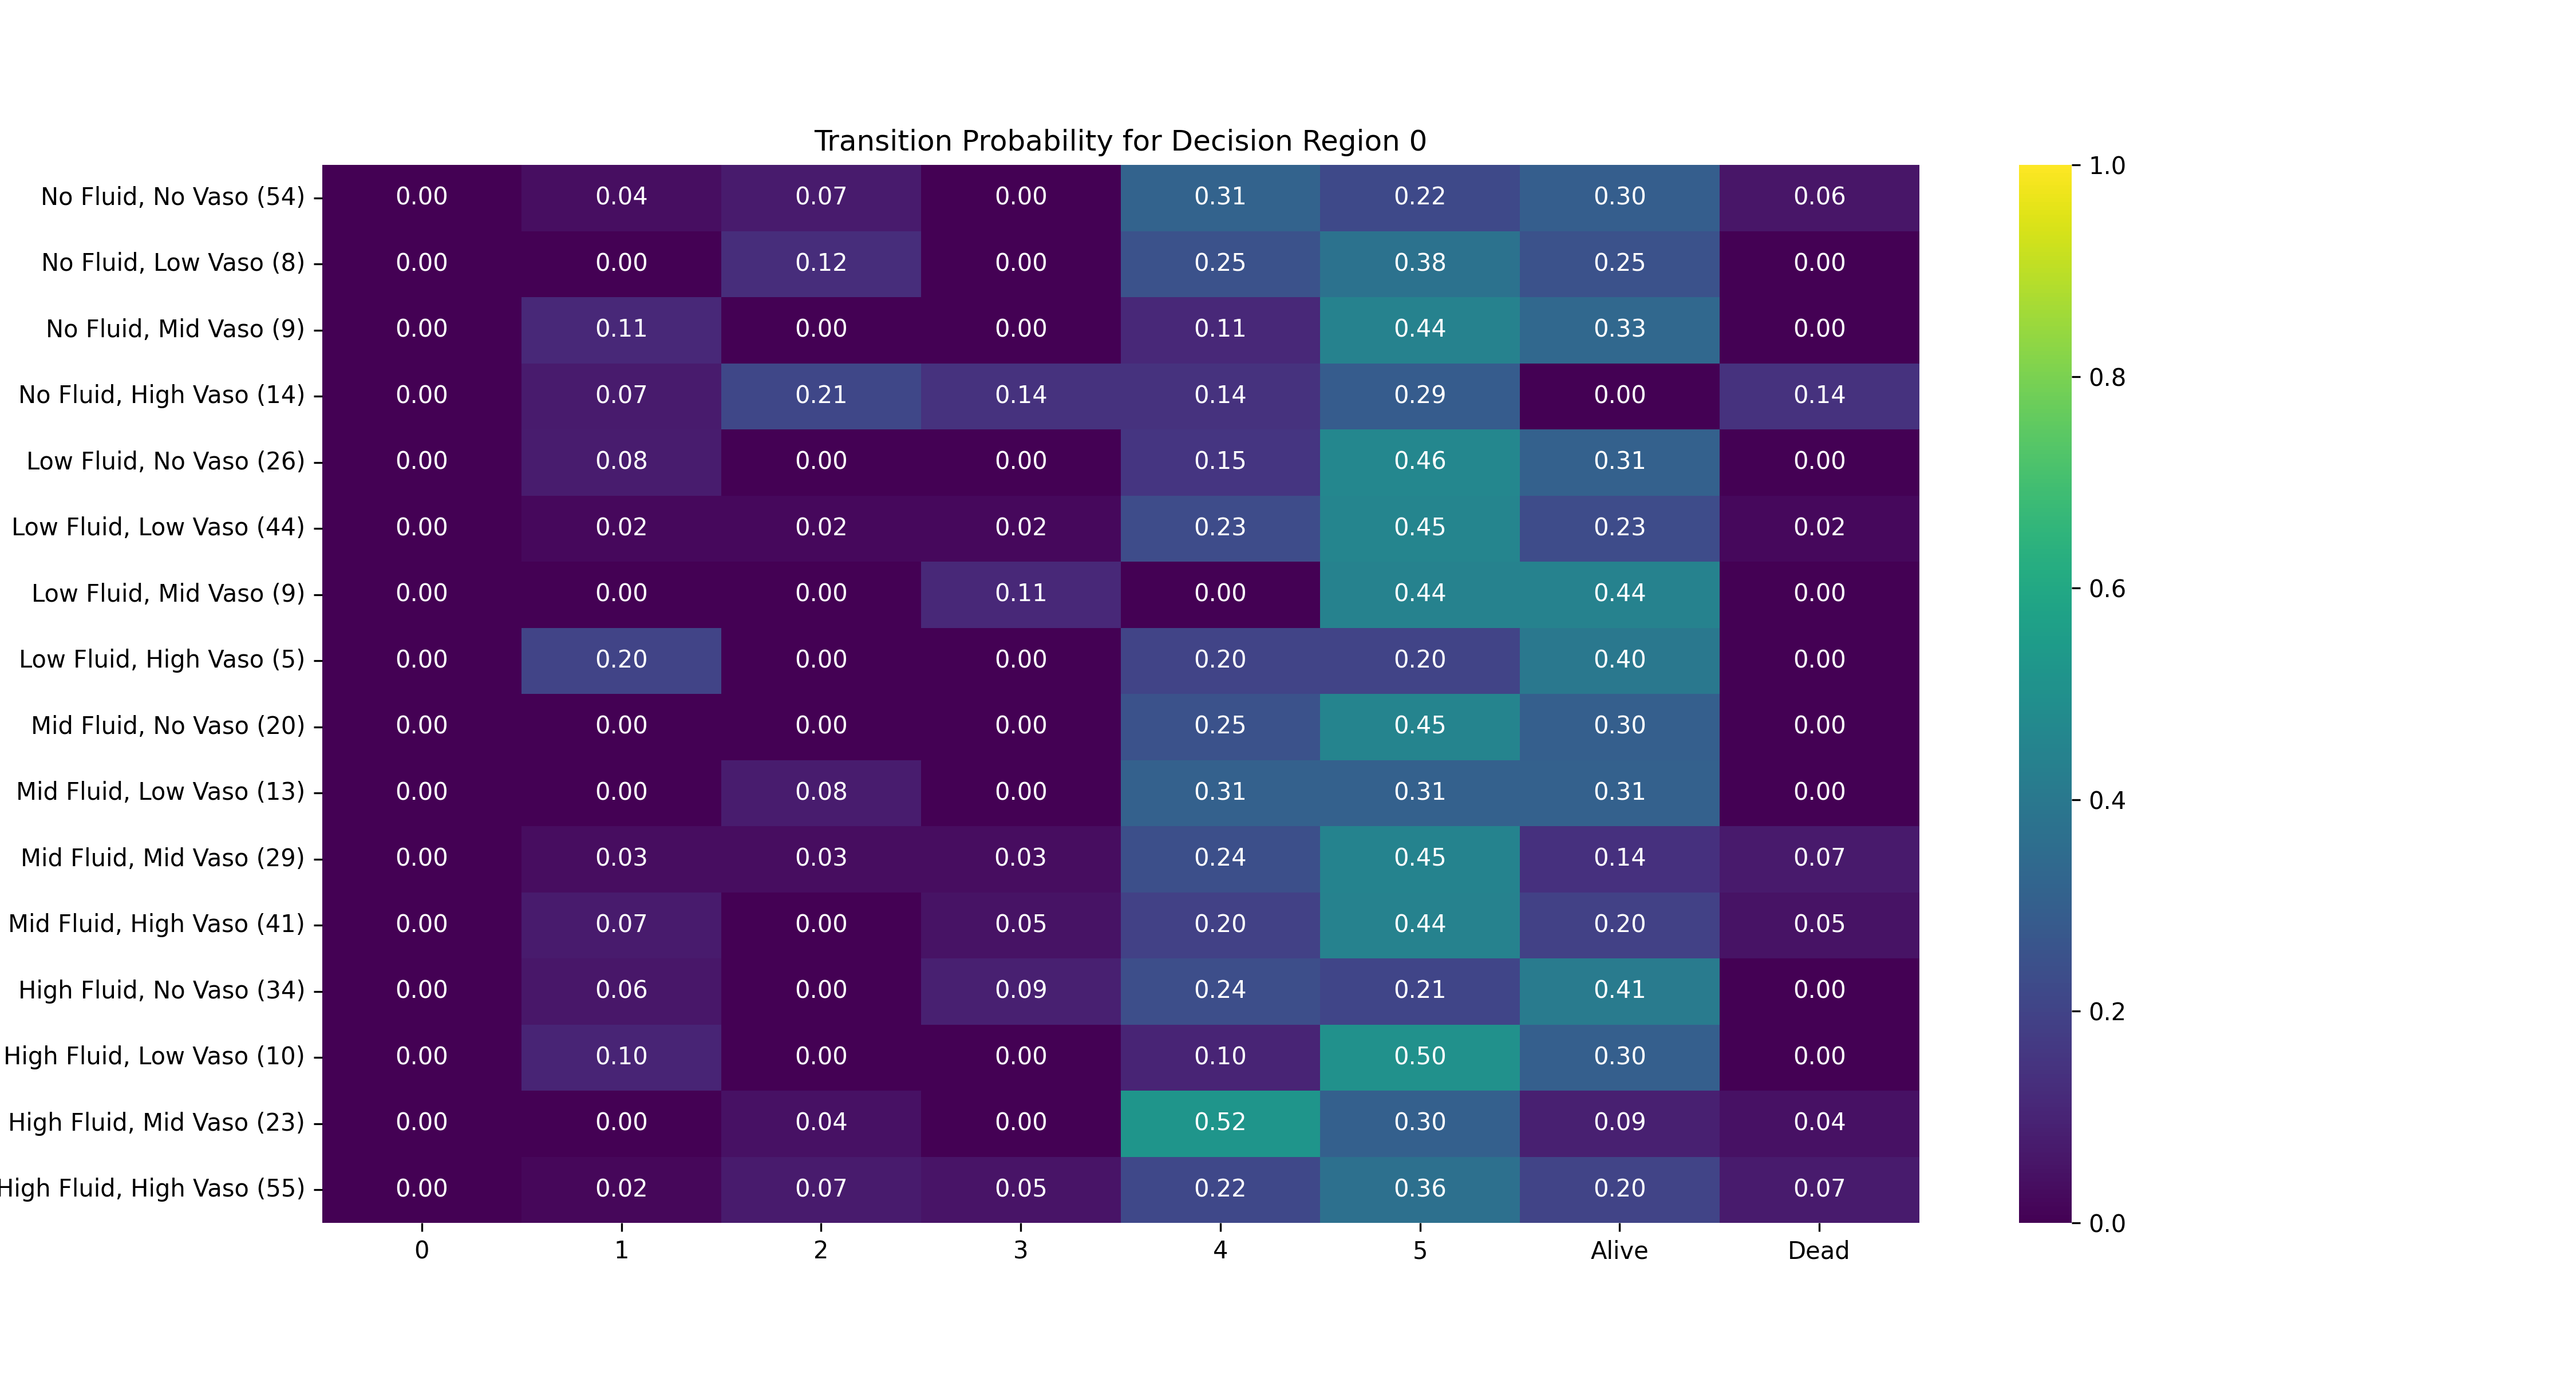 Transition Probability for Decision Region 0
No Fluid, No Vaso (54) 0.00 0.04 0.07 0.00 0.31 0.22 0.30 0.06
No Fluid, Low Vaso (8) 0.00 0.00 0.12 0.00 0.25 0.38 0.25 0.00
No Fluid, Mid Vaso (9) 0.00 0.11 0.00 0.00 0.11 0.44 0.33 0.00
No Fluid, High Vaso (14) 0.00 0.07 0.21 0.14 0.14 0.29 0.00 0.14
Low Fluid, No Vaso (26) 0.00 0.08 0.00 0.00 0.15 0.46 0.31 0.00
Low Fluid, Low Vaso (44) 0.00 0.02 0.02 0.02 0.23 0.45 0.23 0.02
Low Fluid, Mid Vaso (9) 0.00 0.00 0.00 0.11 0.00 0.44 0.44 0.00
Low Fluid, High Vaso (5) 0.00 0.20 0.00 0.00 0.20 0.20 0.40 0.00
Mid Fluid, No Vaso (20) 0.00 0.00 0.00 0.00 0.25 0.45 0.30 0.00
Mid Fluid, Low Vaso (13) 0.00 0.00 0.08 0.00 0.31 0.31 0.31 0.00
Mid Fluid, Mid Vaso (29) 0.00 0.03 0.03 0.03 0.24 0.45 0.14 0.07
Mid Fluid, High Vaso (41) 0.00 0.07 0.00 0.05 0.20 0.44 0.20 0.05
High Fluid, No Vaso (34) 0.00 0.06 0.00 0.09 0.24 0.21 0.41 0.00
High Fluid, Low Vaso (10) 0.00 0.10 0.00 0.00 0.10 0.50 0.30 0.00
High Fluid, Mid Vaso (23) 0.00 0.00 0.04 0.00 0.52 0.30 0.09 0.04
High Fluid, High Vaso (55) 0.00 0.02 0.07 0.05 0.22 0.36 0.20 0.07
0 1 2 3 4 5 Alive Dead
1.0
0.8
0.6
0.4
0.2
0.0